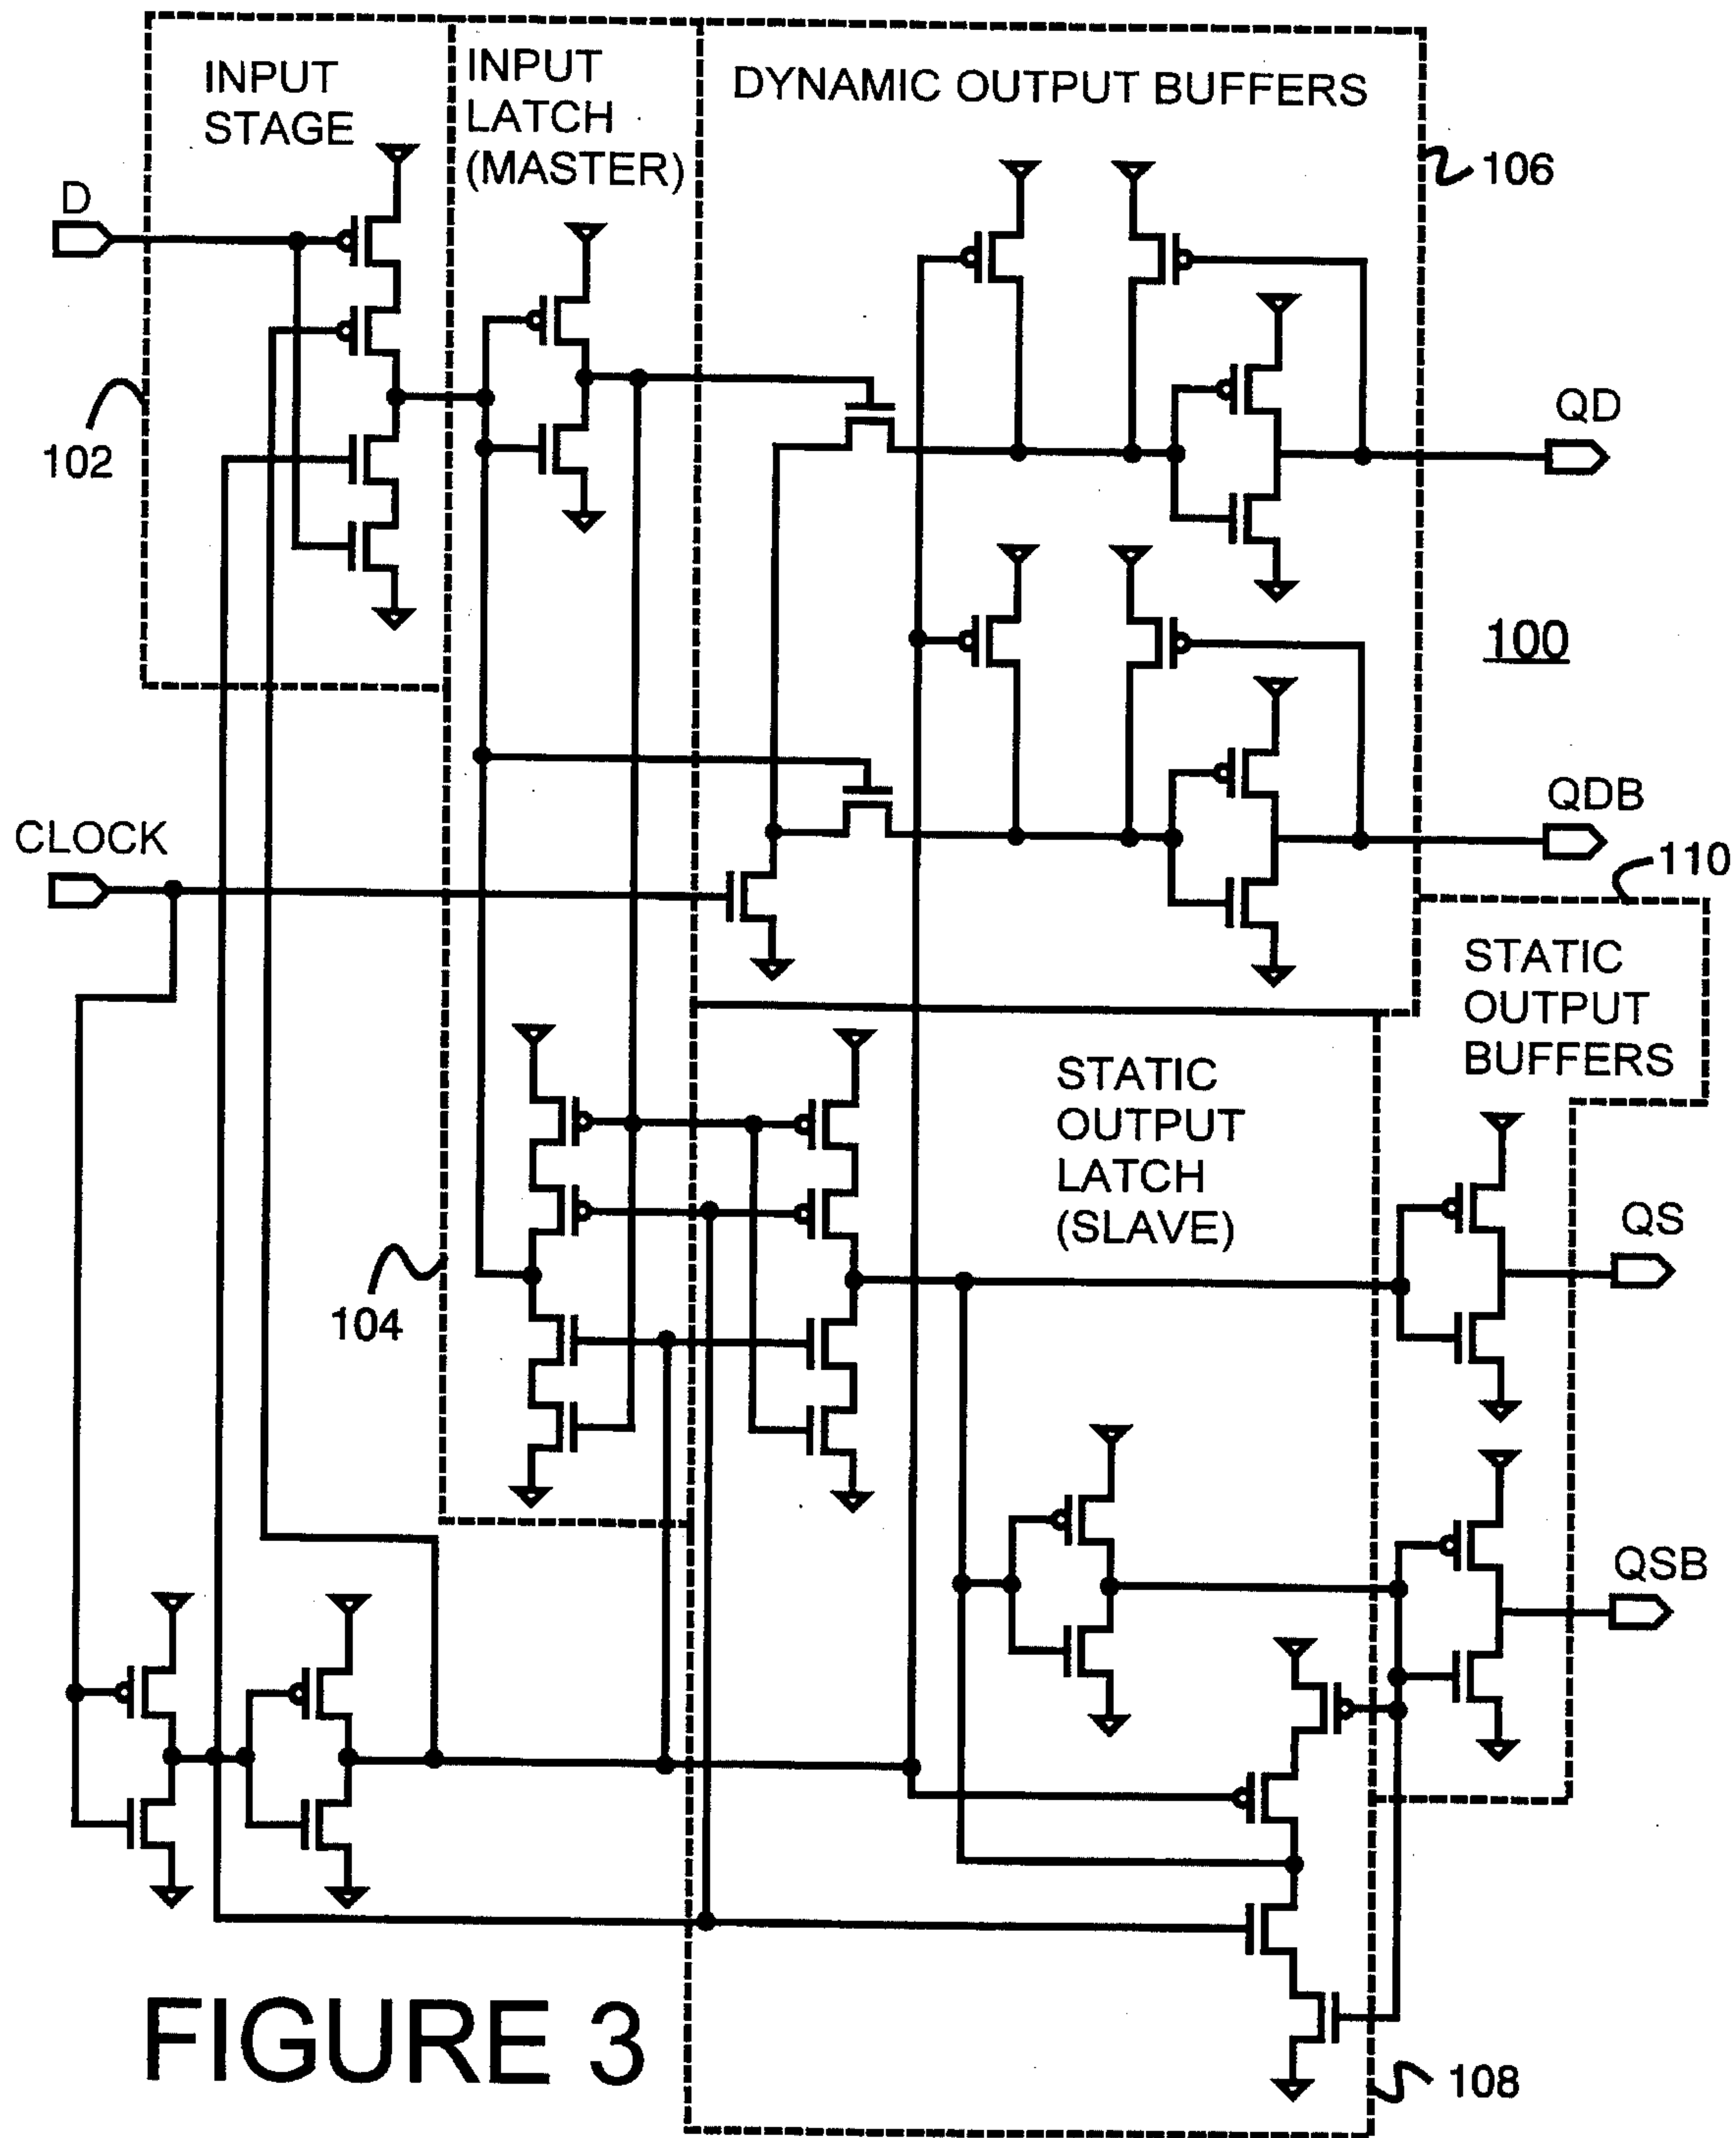 INPUT
STAGE
INPUT
LATCH
(MASTER)
DYNAMIC OUTPUT BUFFERS
106
D
102
QD
100
QDB
CLOCK
110
STATIC
OUTPUT
BUFFERS
STATIC
OUTPUT
LATCH
(SLAVE)
QS
104
QSB
FIGURE 3
108